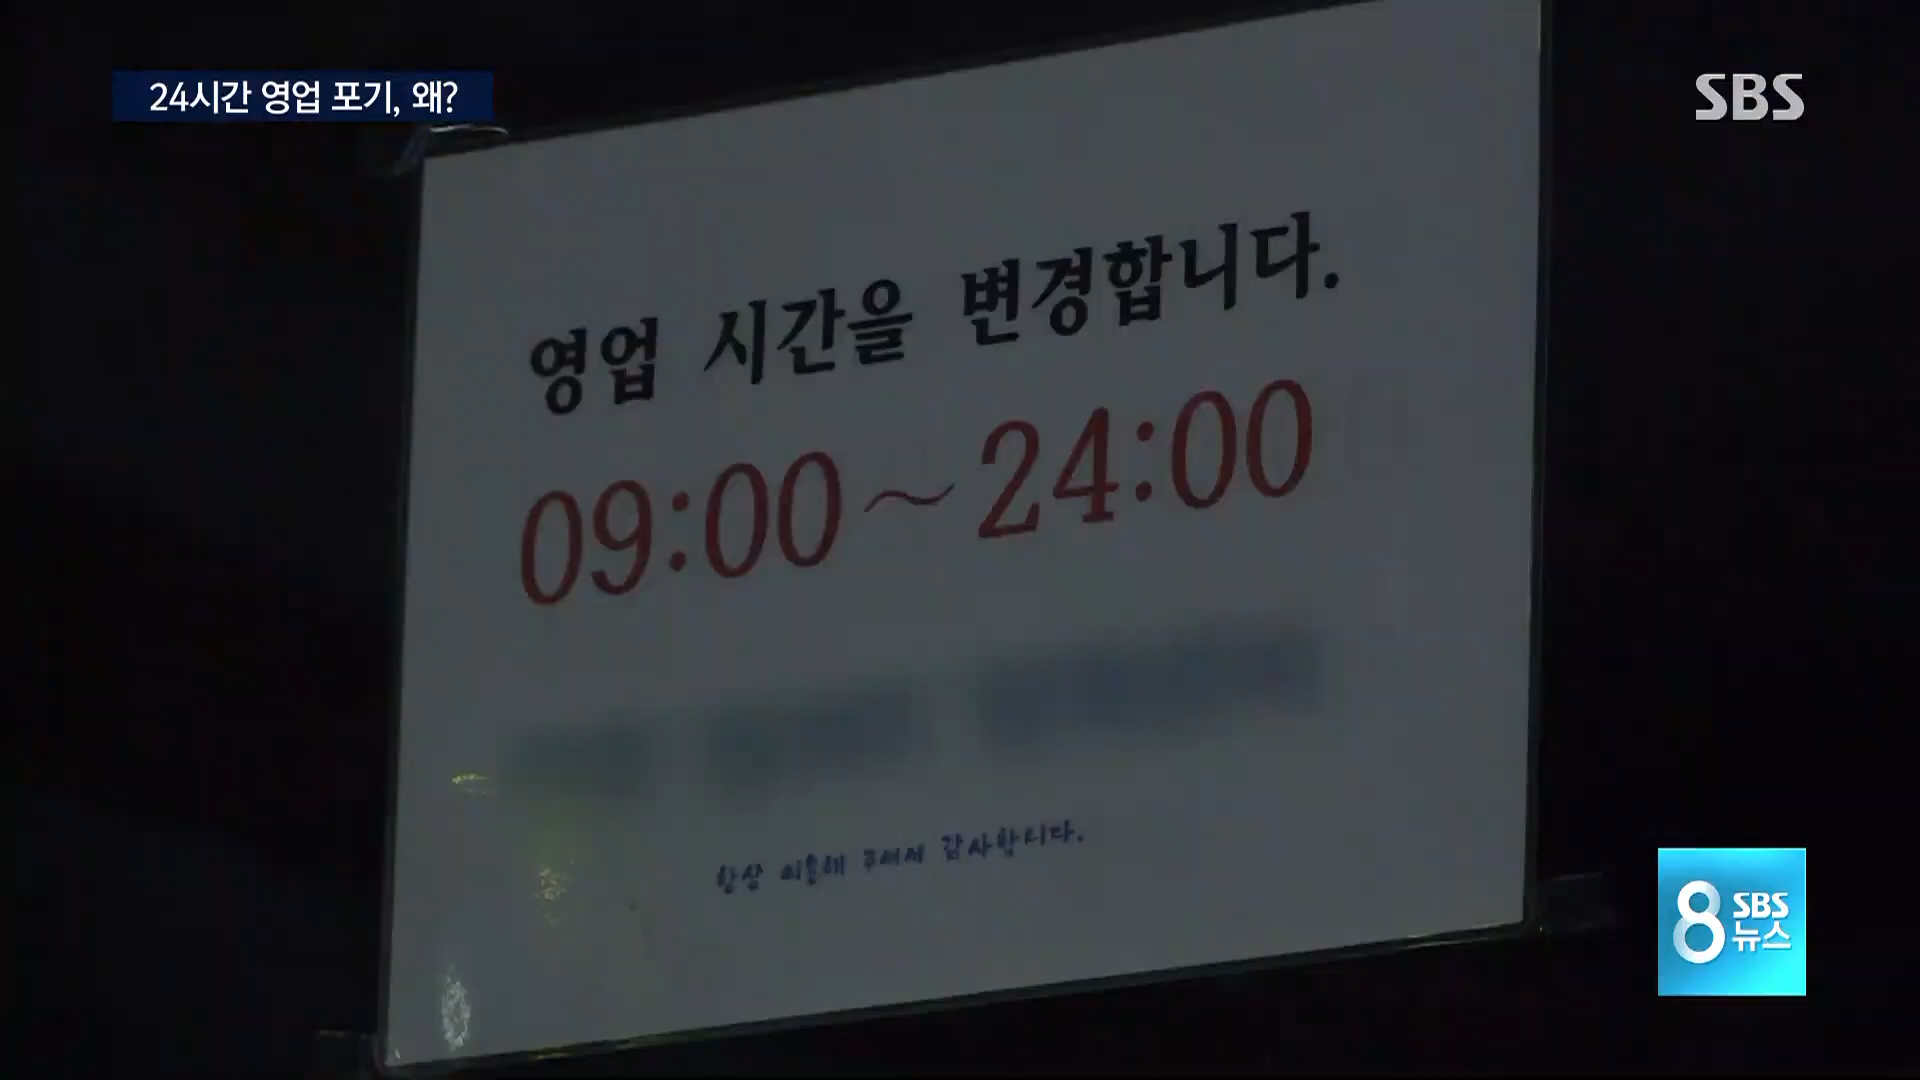 24시간 영업 포기, 왜?
SBS
영업 시간을 변경합니다.
09:00~24:00
항상 이용해 주셔서 감사합니다.
8 SBS
뉴스